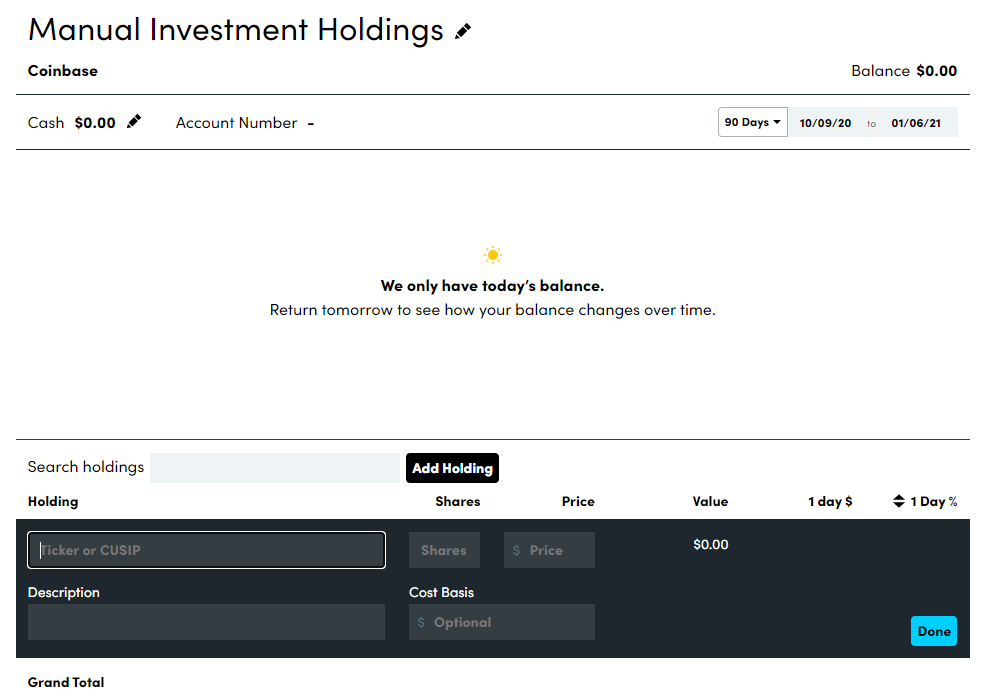 Manual Investment Holdings
Coinbase Balance $0.00
Cash $0.00 Account Number - 90 Days 10/09/20 to 01/06/21
We only have today's balance.
Return tomorrow to see how your balance changes over time.
Search holdings Add Holding
Holding Shares Price Value 1 day $ 1 Day %
Ticker or CUSIP Shares $ Price $0.00
Description Cost Basis
$ Optional
Done
Grand Total